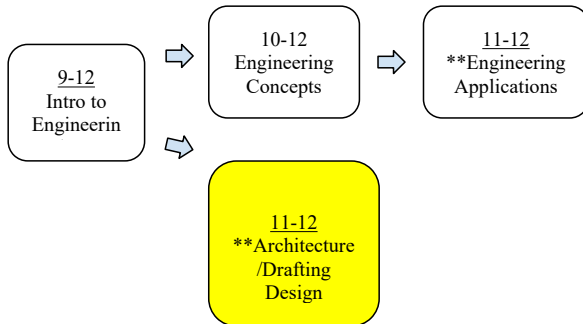 9-12
Intro to
Engineerin
10-12
Engineering
Concepts
11-12
**Engineering
Applications
11-12
**Architecture
/Drafting
Design